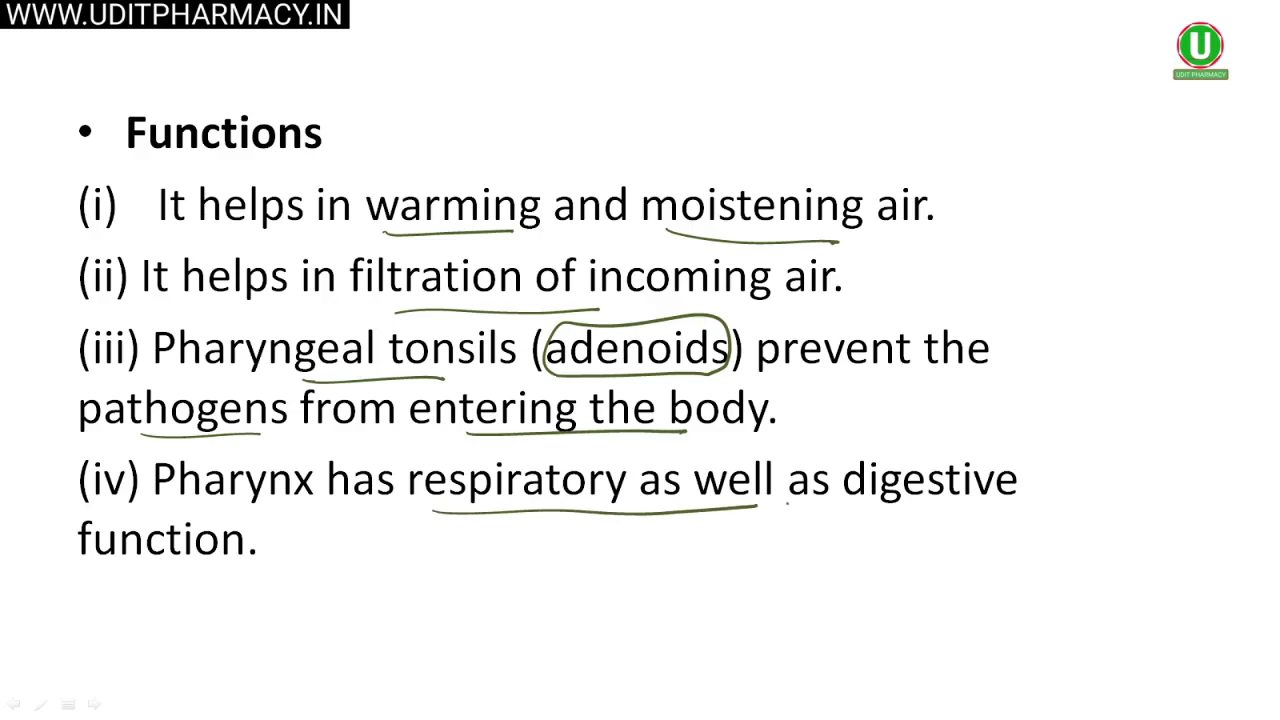 WWW.UDITPHARMACY.IN
U
UDIT PHARMACY
• Functions
(i) It helps in warming and moistening air.
(ii) It helps in filtration of incoming air.
(iii) Pharyngeal tonsils (adenoids) prevent the
pathogens from entering the body.
(iv) Pharynx has respiratory as well as digestive
function.